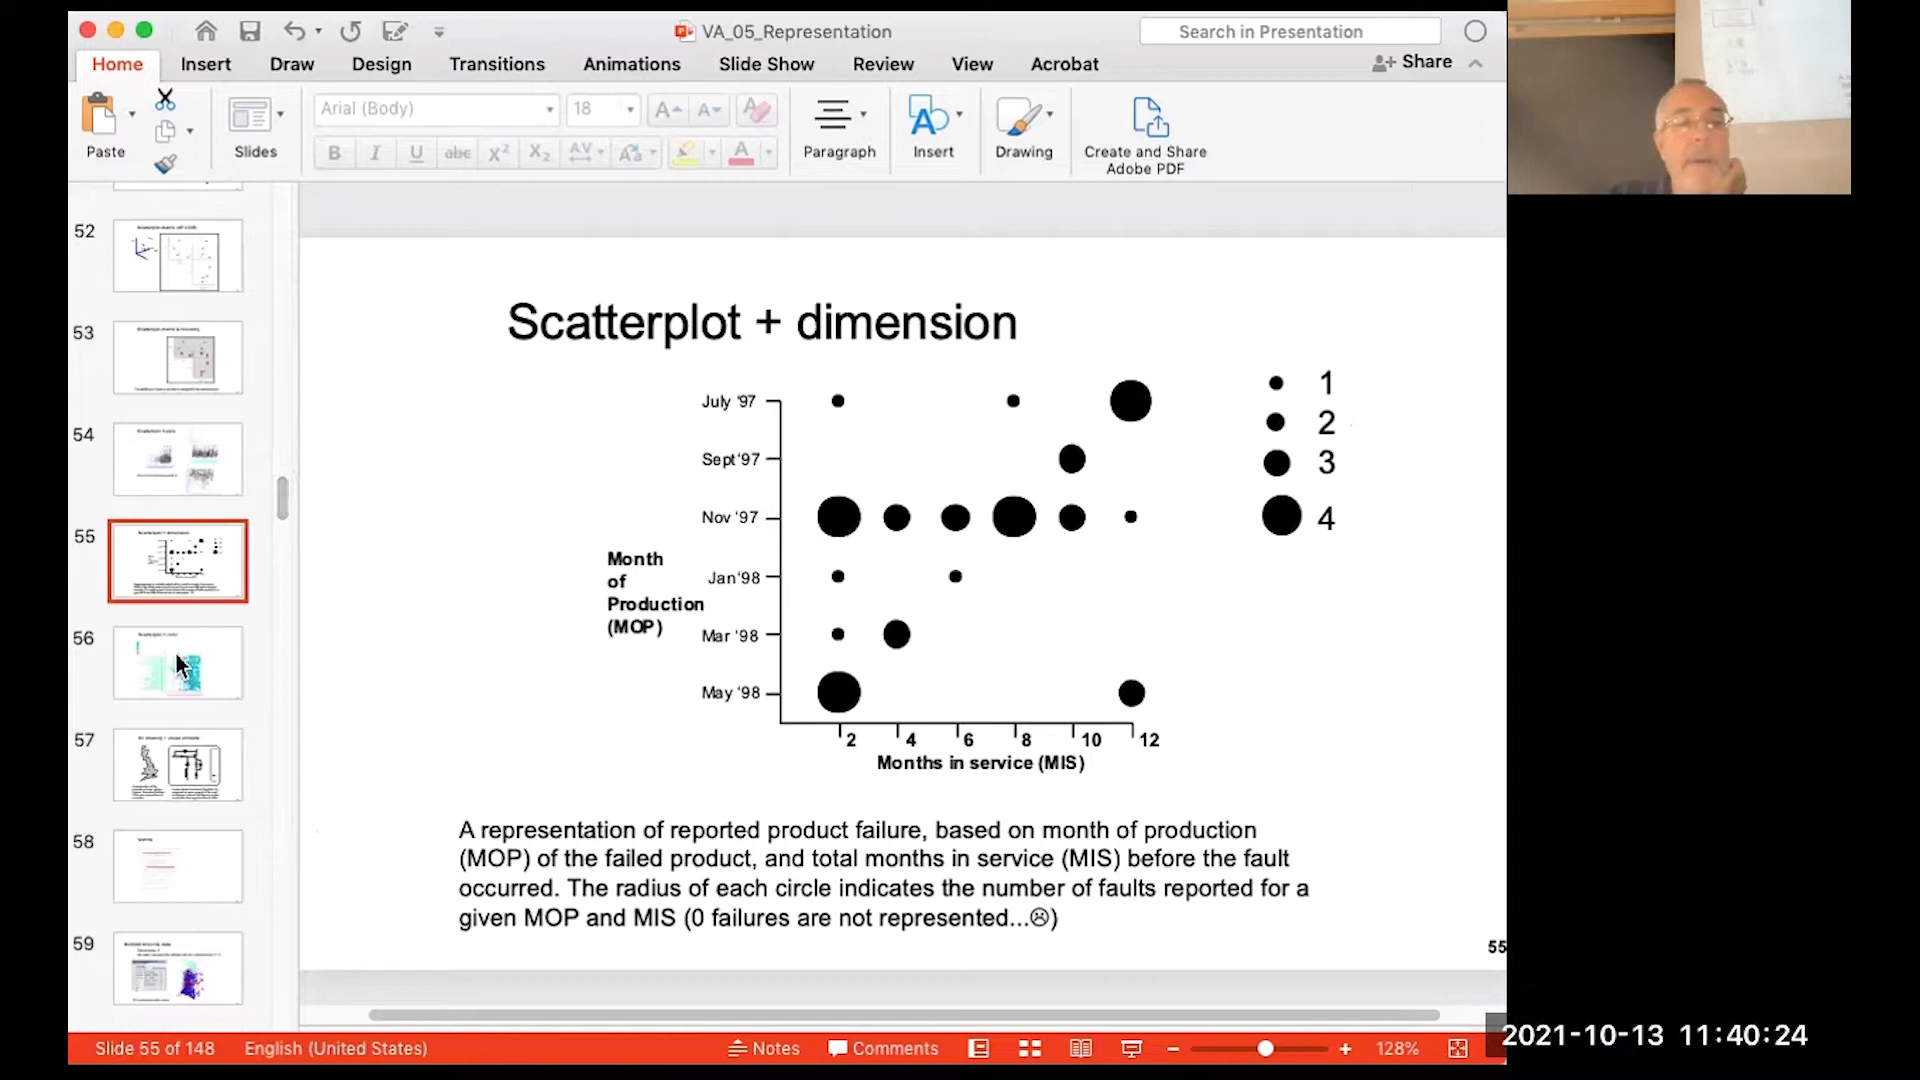 VA_05_Representation
Search in Presentation
Home Insert Draw Design Transitions Animations Slide Show Review View Acrobat
Share
Paste
Slides
Arial (Body)
18
Paragraph
Insert
Drawing
Create and Share
Adobe PDF
52
53
54
55
56
57
58
59
Scatterplot + dimension
July '97
Sept'97
Nov '97
Jan'98
Mar '98
May '98
Month
of
Production
(MOP)
2 4 6 8 10 12
Months in service (MIS)
1
2
3
4
A representation of reported product failure, based on month of production
(MOP) of the failed product, and total months in service (MIS) before the fault
occurred. The radius of each circle indicates the number of faults reported for a
given MOP and MIS (0 failures are not represented...☹)
55
Slide 55 of 148
English (United States)
Notes
Comments
128%
2021-10-13 11:40:24